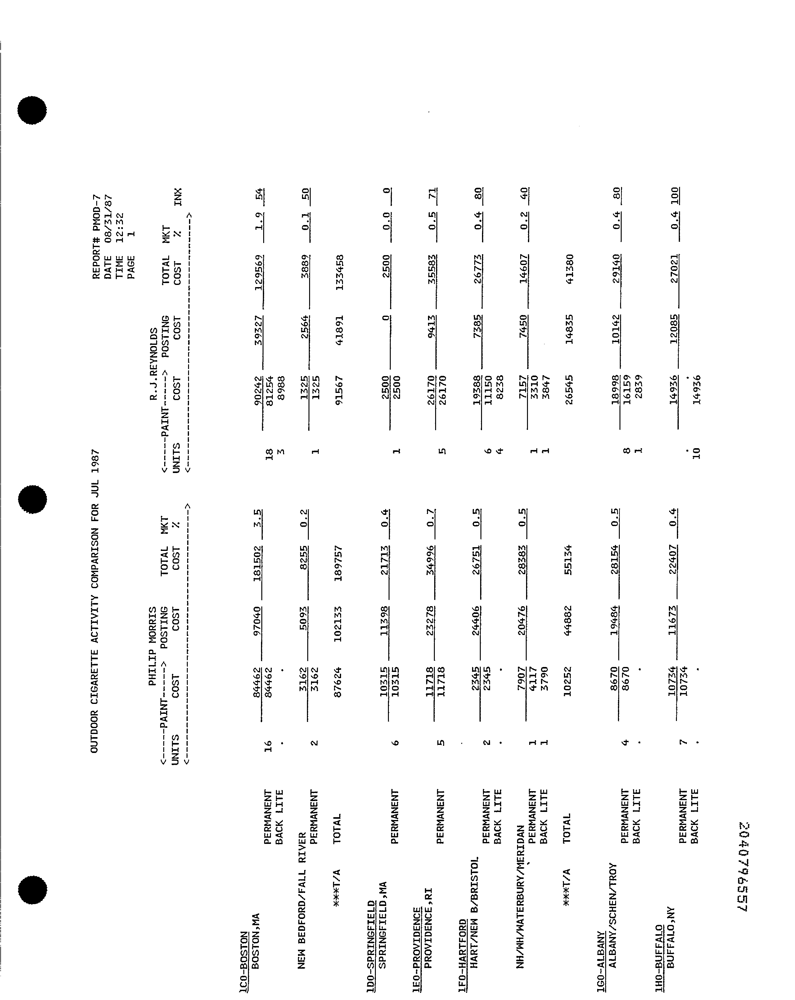 OUTDOOR CIGARETTE ACTIVITY COMPARISON FOR JUL 1987
REPORT# PMOD-7
DATE 08/31/87
TIME 12:32
PAGE 1
PHILIP MORRIS R.J.REYNOLDS
<-----PAINT------> POSTING TOTAL MKT <-----PAINT------> POSTING TOTAL MKT
UNITS COST COST COST % UNITS COST COST COST % INX
<-----------------------------------------------> <----------------------------------------------------->
1C0-BOSTON
BOSTON,MA 84462 97040 181502 3.5 90242 39327 129569 1.9 54
PERMANENT 16 84462 18 81254
BACK LITE . . 3 8988
NEW BEDFORD/FALL RIVER 3162 5093 8255 0.2 1325 2564 3889 0.1 50
PERMANENT 2 3162 1 1325
***T/A TOTAL 87624 102133 189757 91567 41891 133458
1D0-SPRINGFIELD
SPRINGFIELD,MA 10315 11398 21713 0.4 2500 0 2500 0.0 0
PERMANENT 6 10315 1 2500
1E0-PROVIDENCE
PROVIDENCE,RI 11718 23278 34996 0.7 26170 9413 35583 0.5 71
PERMANENT 5 11718 5 26170
1F0-HARTFORD
HART/NEW B/BRISTOL 2345 24406 26751 0.5 19388 7385 26773 0.4 80
PERMANENT 2 2345 6 11150
BACK LITE . . 4 8238
NH/WH/WATERBURY/MERIDAN 7907 20476 28383 0.5 7157 7450 14607 0.2 40
PERMANENT 1 4117 1 3310
BACK LITE 1 3790 1 3847
***T/A TOTAL 10252 44882 55134 26545 14835 41380
1G0-ALBANY
ALBANY/SCHEN/TROY 8670 19484 28154 0.5 18998 10142 29140 0.4 80
PERMANENT 4 8670 8 16159
BACK LITE . . 1 2839
1H0-BUFFALO
BUFFALO,NY 10734 11673 22407 0.4 14936 12085 27021 0.4 100
PERMANENT 7 10734 . .
BACK LITE . . 10 14936
2040796557